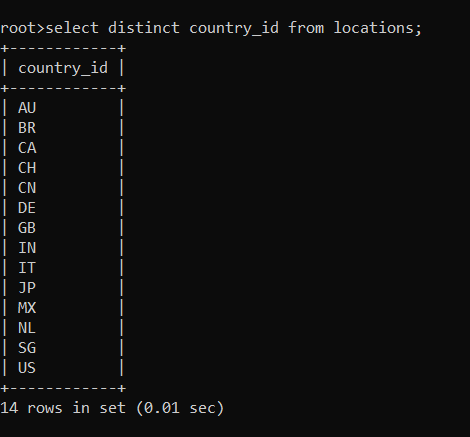 root>select distinct country_id from locations;
+------------+
| country_id |
+------------+
| AU         |
| BR         |
| CA         |
| CH         |
| CN         |
| DE         |
| GB         |
| IN         |
| IT         |
| JP         |
| MX         |
| NL         |
| SG         |
| US         |
+------------+
14 rows in set (0.01 sec)